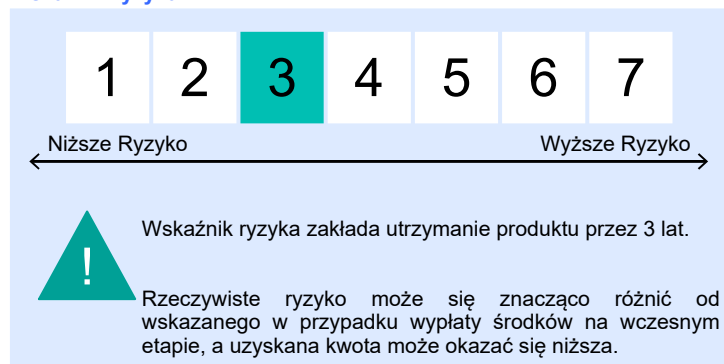 1 2 3 4 5 6 7
Niższe Ryzyko Wyższe Ryzyko
Wskaźnik ryzyka zakłada utrzymanie produktu przez 3 lat.
!
Rzeczywiste ryzyko może się znacząco różnić od
wskazanego w przypadku wypłaty środków na wczesnym
etapie, a uzyskana kwota może okazać się niższa.